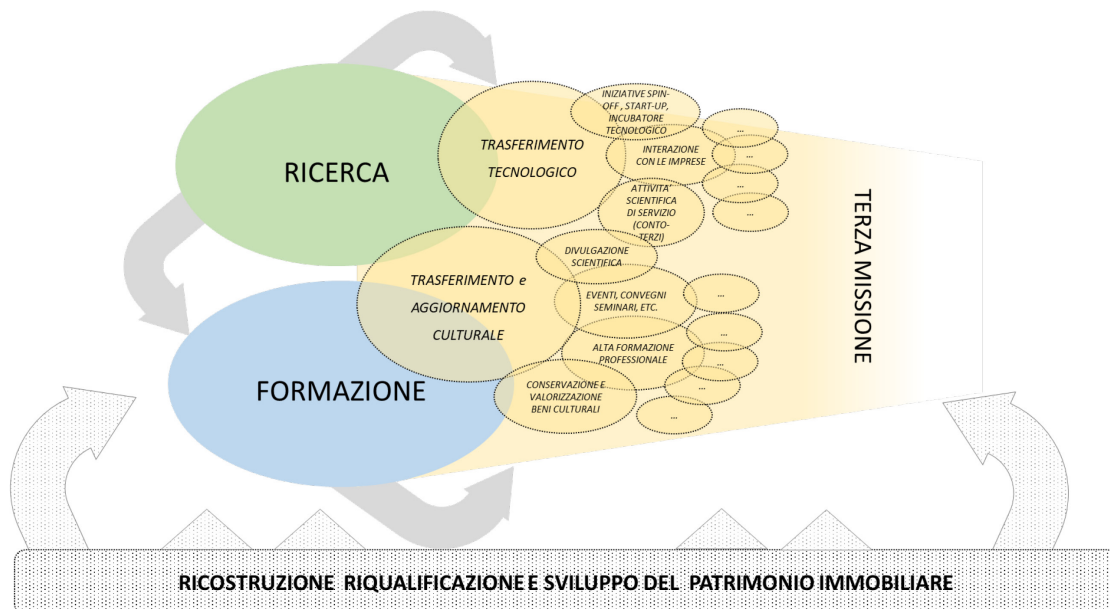 RICERCA
TRASFERIMENTO
TECNOLOGICO
INIZIATIVE SPIN-
OFF , START-UP,
INCUBATORE
TECNOLOGICO
INTERAZIONE
CON LE IMPRESE
ATTIVITA’
SCIENTIFICA
DI SERVIZIO
(CONTO-
TERZI)
...
...
...
...
TRASFERIMENTO e
AGGIORNAMENTO
CULTURALE
DIVULGAZIONE
SCIENTIFICA
EVENTI, CONVEGNI
SEMINARI, ETC.
ALTA FORMAZIONE
PROFESSIONALE
CONSERVAZIONE E
VALORIZZAZIONE
BENI CULTURALI
...
...
...
...
...
FORMAZIONE
TERZA MISSIONE
RICOSTRUZIONE RIQUALIFICAZIONE E SVILUPPO DEL PATRIMONIO IMMOBILIARE